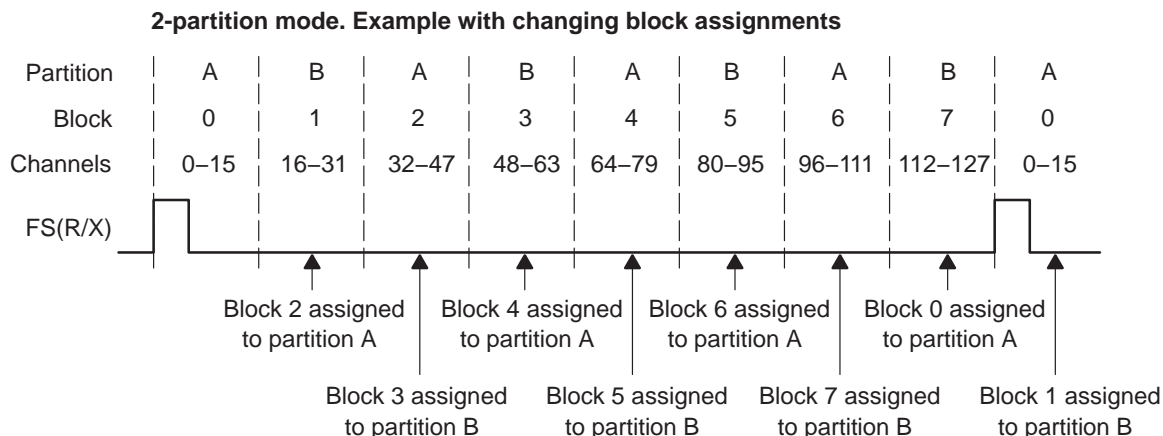 2-partition mode. Example with changing block assignments
Partition A B A B A B A B A
Block 0 1 2 3 4 5 6 7 0
Channels 0–15 16–31 32–47 48–63 64–79 80–95 96–111 112–127 0–15
FS(R/X)
Block 2 assigned to partition A
Block 4 assigned to partition A
Block 6 assigned to partition A
Block 0 assigned to partition A
Block 3 assigned to partition B
Block 5 assigned to partition B
Block 7 assigned to partition B
Block 1 assigned to partition B